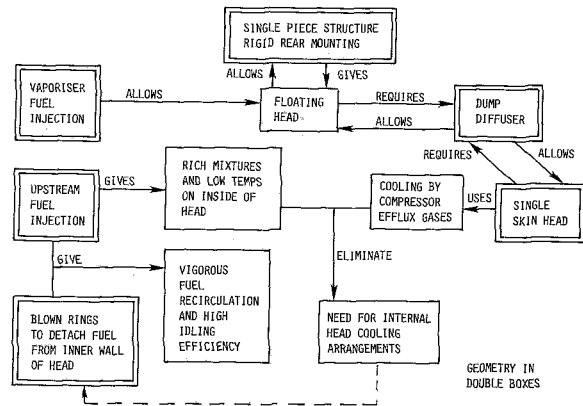 SINGLE PIECE STRUCTURE
RIGID REAR MOUNTING
ALLOWS
GIVES
VAPORISER
FUEL
INJECTION
ALLOWS
FLOATING
HEAD
REQUIRES
ALLOWS
DUMP
DIFFUSER
REQUIRES
ALLOWS
UPSTREAM
FUEL
INJECTION
GIVES
RICH MIXTURES
AND LOW TEMPS
ON INSIDE OF
HEAD
COOLING BY
COMPRESSOR
EFFLUX GASES
USES
SINGLE
SKIN HEAD
GIVE
VIGOROUS
FUEL
RECIRCULATION
AND HIGH
IDLING
EFFICIENCY
ELIMINATE
BLOWN RINGS
TO DETACH FUEL
FROM INNER WALL
OF HEAD
NEED FOR INTERNAL
HEAD COOLING
ARRANGEMENTS
GEOMETRY IN
DOUBLE BOXES